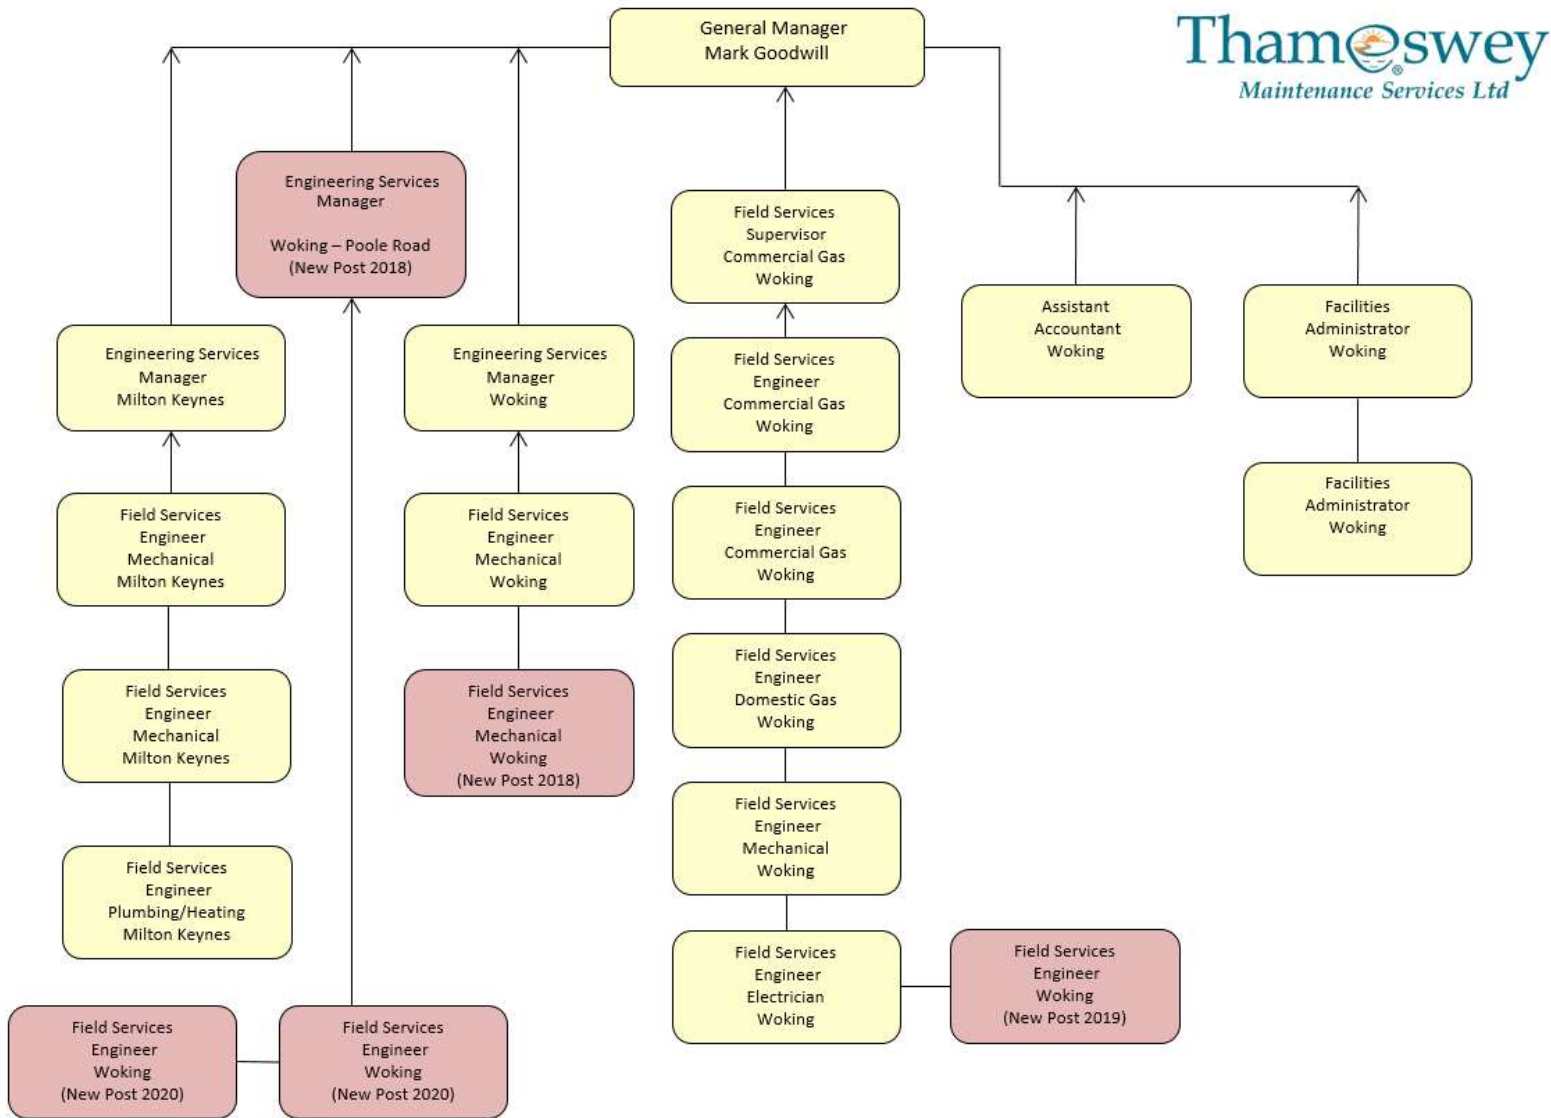 General Manager
Mark Goodwill
Thameswey
®
Maintenance Services Ltd
Engineering Services
Manager
Woking – Poole Road
(New Post 2018)
Field Services
Supervisor
Commercial Gas
Woking
Assistant
Accountant
Woking
Facilities
Administrator
Woking
Engineering Services
Manager
Milton Keynes
Engineering Services
Manager
Woking
Field Services
Engineer
Commercial Gas
Woking
Facilities
Administrator
Woking
Field Services
Engineer
Mechanical
Milton Keynes
Field Services
Engineer
Mechanical
Woking
Field Services
Engineer
Commercial Gas
Woking
Field Services
Engineer
Domestic Gas
Woking
Field Services
Engineer
Mechanical
Milton Keynes
Field Services
Engineer
Mechanical
Woking
(New Post 2018)
Field Services
Engineer
Mechanical
Woking
Field Services
Engineer
Plumbing/Heating
Milton Keynes
Field Services
Engineer
Electrician
Woking
Field Services
Engineer
Woking
(New Post 2019)
Field Services
Engineer
Woking
(New Post 2020)
Field Services
Engineer
Woking
(New Post 2020)